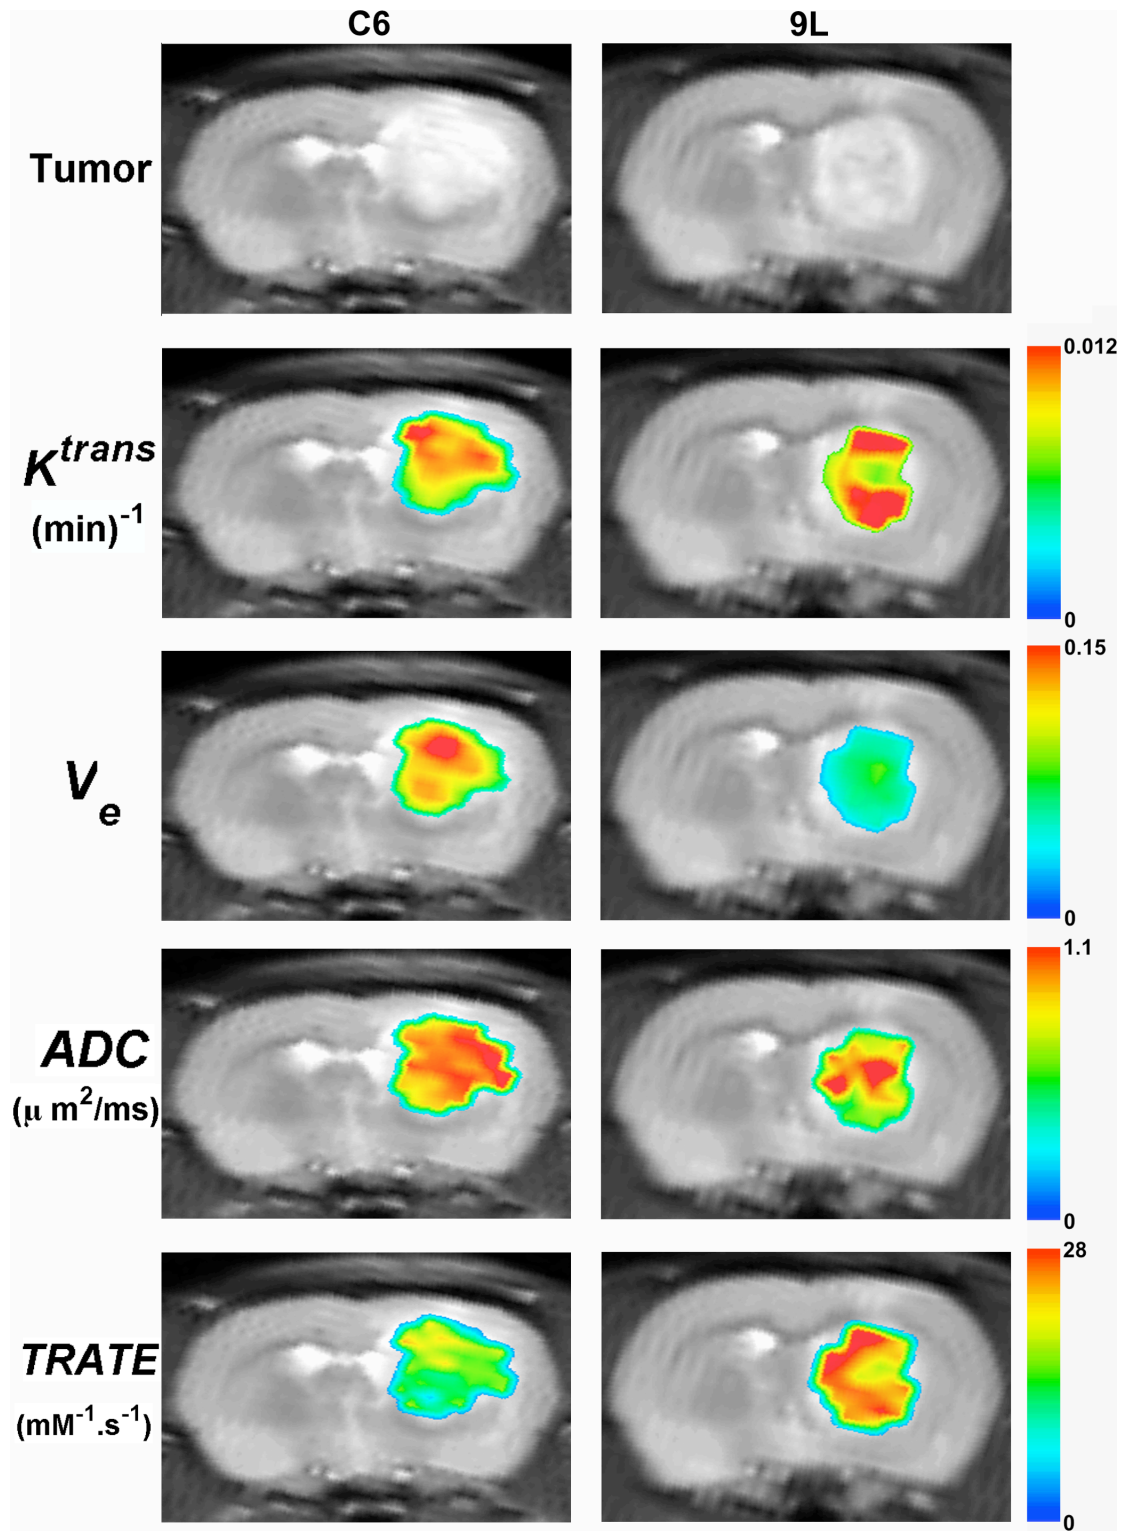 C6 9L
Tumor
K^trans
(min)^-1
0.012
0
V_e
0.15
0
ADC
(μ m^2/ms)
1.1
0
TRATE
(mM^-1.s^-1)
28
0